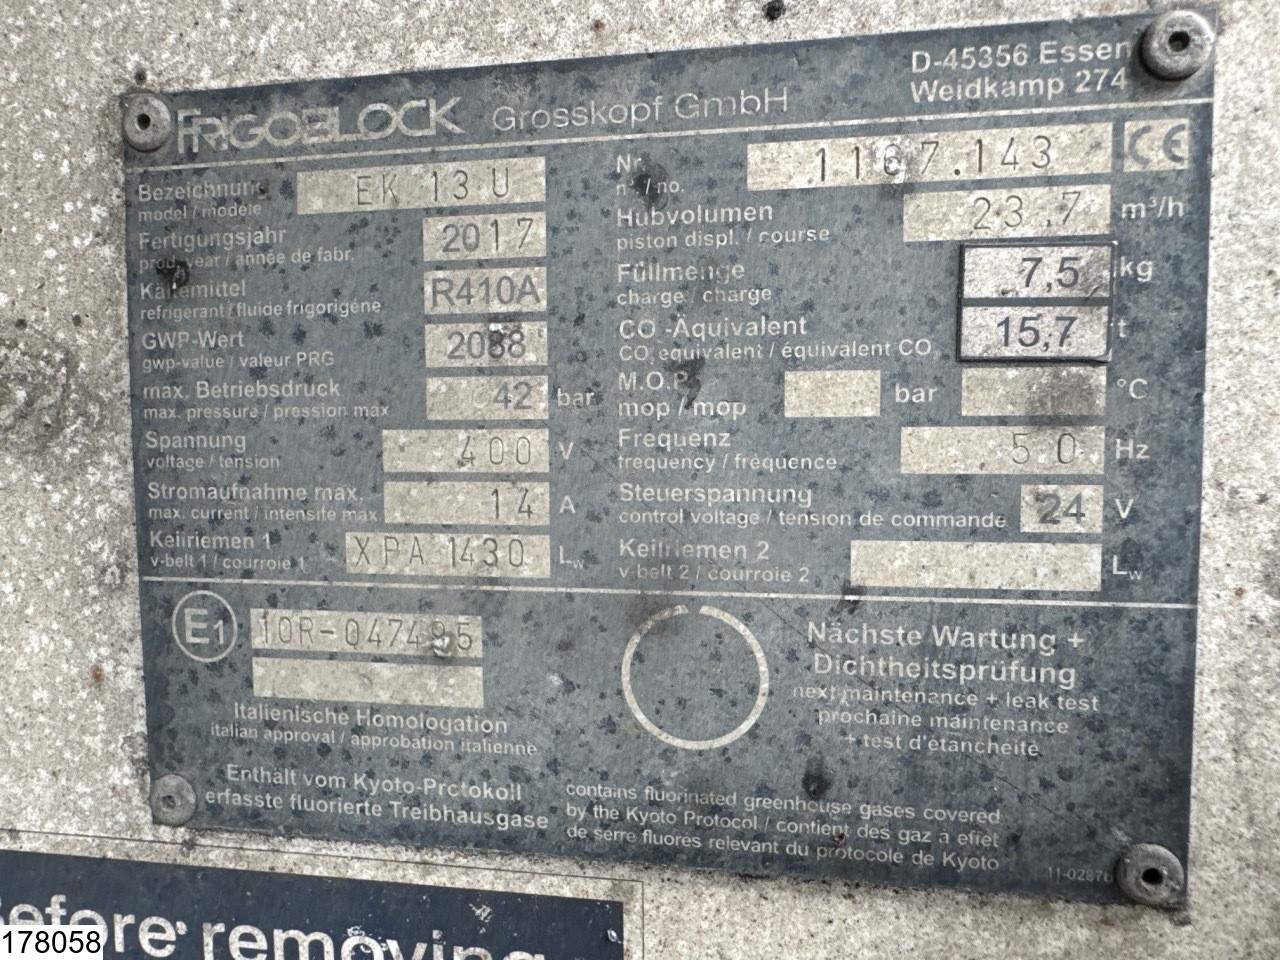 FRIGOBLOCK Grosskopf GmbH
D-45356 Essen
Weidkamp 274
Bezeichnung EK 13 U
model / modèle
Fertigungsjahr 2017
prod. year / année de fabr.
Kältemittel R410A
refrigerant / fluide frigorigéne
GWP-Wert 2088
gwp-value / valeur PRG
max. Betriebsdruck 42 bar
max. pressure / pression max
Spannung 400 V
voltage / tension
Stromaufnahme max. 14 A
max. current / intensité max
Keilriemen 1 XPA 1430 Lw
v-belt 1 / courroie 1
Nr. 1167.143 CE
n° / no.
Hubvolumen 23.7 m³/h
piston displ. / course
Füllmenge 7,5 kg
charge / charge
CO -Äquivalent 15,7 t
CO equivalent / équivalent CO
M.O.P. bar °C
mop / mop
Frequenz 50 Hz
frequency / fréquence
Steuerspannung 24 V
control voltage / tension de commande
Keilriemen 2 Lw
v-belt 2 / courroie 2
E1 10R-047495
Italienische Homologation
italian approval / approbation italienne
Nächste Wartung +
Dichtheitsprüfung
next maintenance + leak test
prochaine maintenance
+ test d'étanchéité
Enthält vom Kyoto-Protokoll
erfasste fluorierte Treibhausgase
contains fluorinated greenhouse gases covered
by the Kyoto Protocol / contient des gaz a effet
de serre fluorés relevant du protocole de Kyoto
11-0287b
Before removing
178058